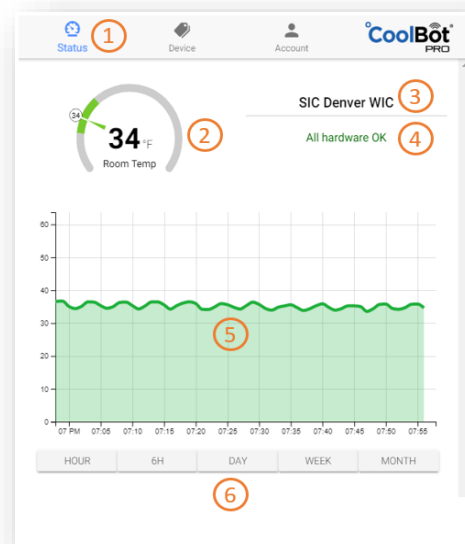 Status 1 Device Account °CoolBot PRO
3
SIC Denver WIC
34
34 °F
2
Room Temp
All hardware OK 4
60
50
40
30
20
10
0
5
07 PM 07:05 07:10 07:15 07:20 07:25 07:30 07:35 07:40 07:45 07:50 07:55
HOUR 6H DAY WEEK MONTH
6